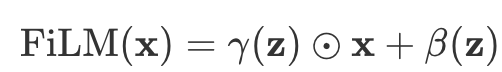 FiLM(𝐱) = γ(𝐳) ⊙ 𝐱 + β(𝐳)